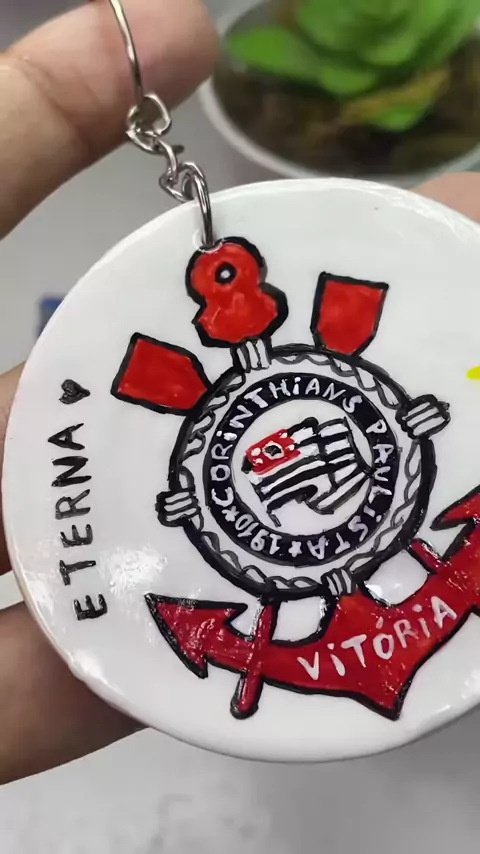 ETERNA
CORiNTHiANS PAULiSTA
1910
ViTÓRiA